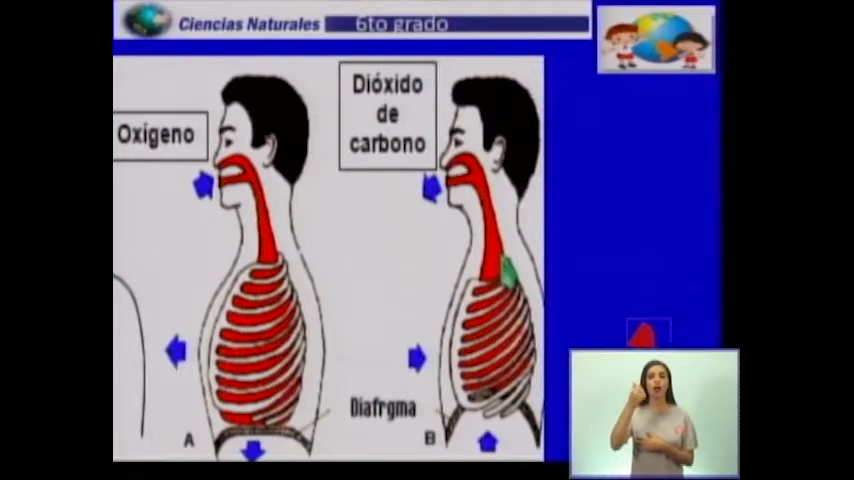 Ciencias Naturales 6to grado
Oxígeno
Dióxido
de
carbono
Diafrgma
A
B